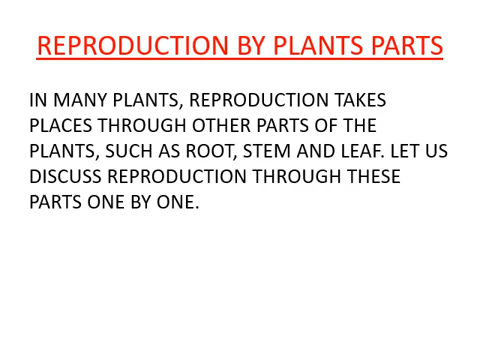 REPRODUCTION BY PLANTS PARTS
IN MANY PLANTS, REPRODUCTION TAKES
PLACES THROUGH OTHER PARTS OF THE
PLANTS, SUCH AS ROOT, STEM AND LEAF. LET US
DISCUSS REPRODUCTION THROUGH THESE
PARTS ONE BY ONE.